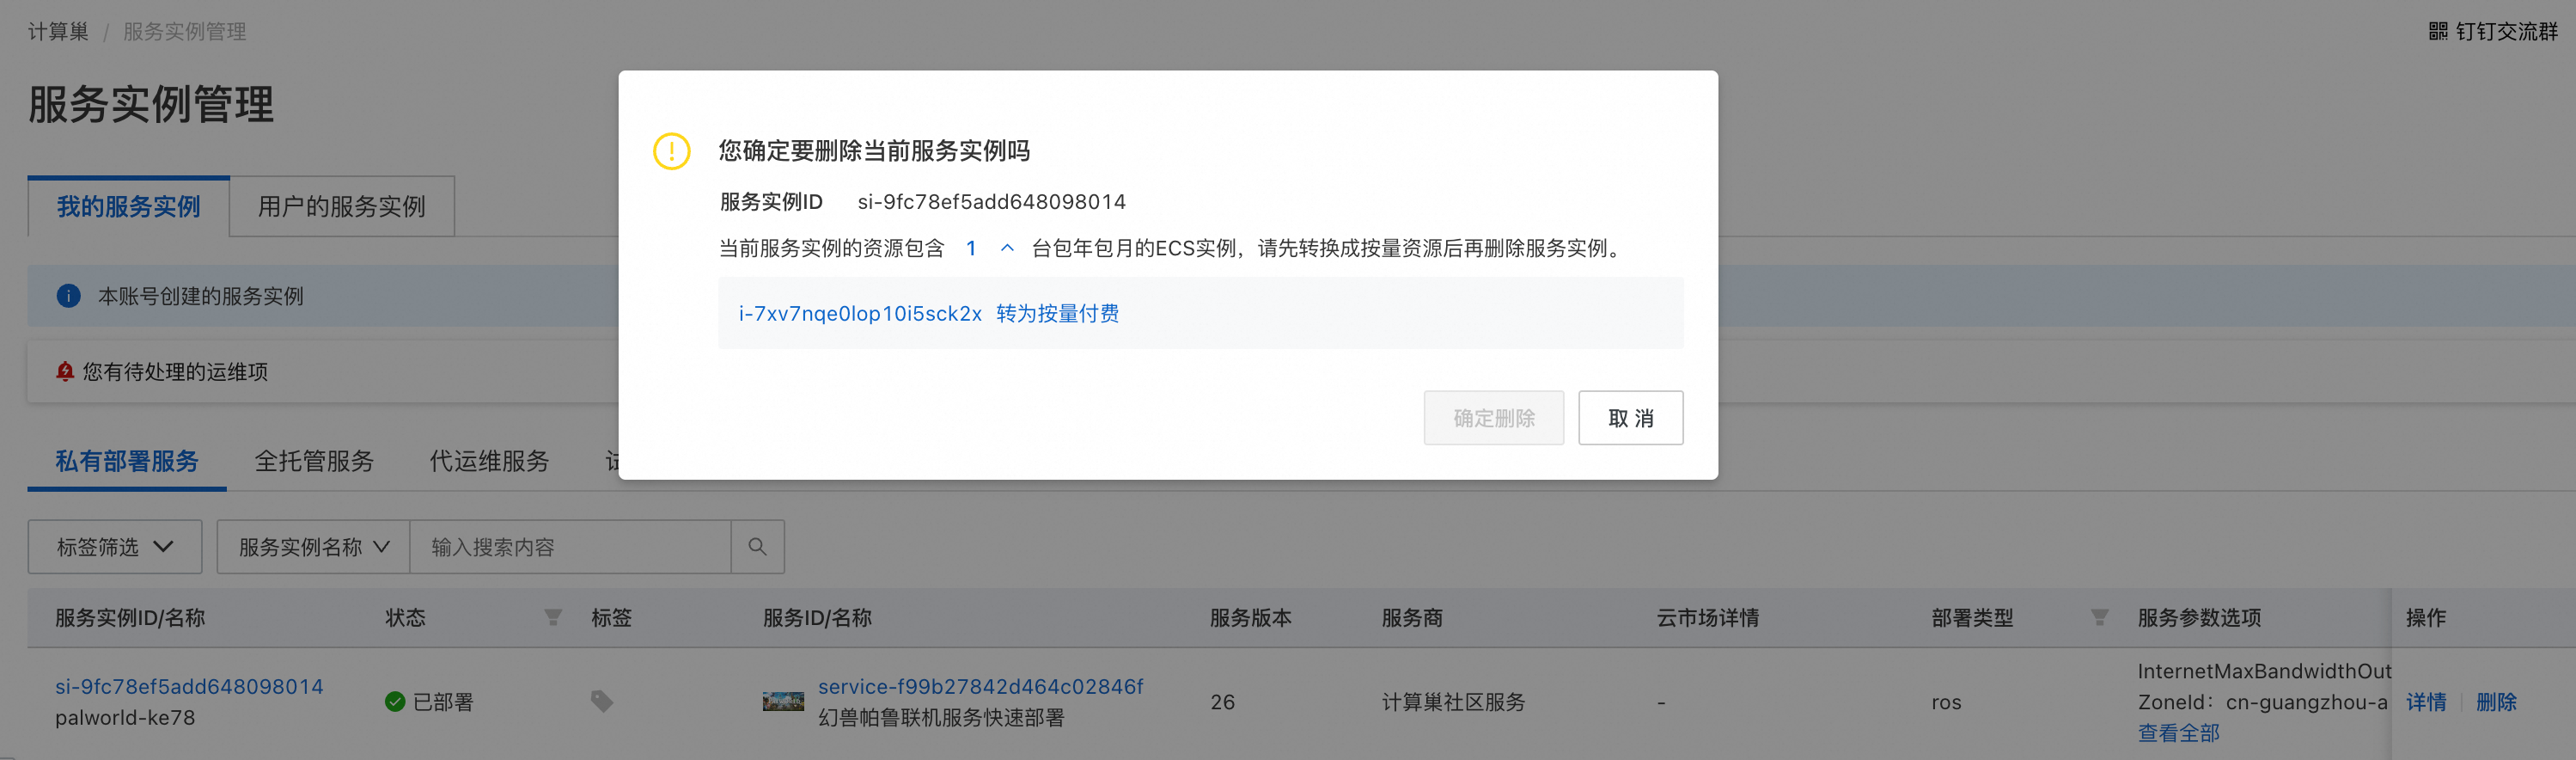 计算巢 / 服务实例管理
钉钉交流群
服务实例管理
我的服务实例 用户的服务实例
本账号创建的服务实例
您有待处理的运维项
您确定要删除当前服务实例吗
服务实例ID si-9fc78ef5add648098014
当前服务实例的资源包含 1 台包年包月的ECS实例，请先转换成按量资源后再删除服务实例。
i-7xv7nqe0lop10i5sck2x 转为按量付费
确定删除 取 消
私有部署服务 全托管服务 代运维服务
标签筛选 服务实例名称 输入搜索内容
服务实例ID/名称 状态 标签 服务ID/名称 服务版本 服务商 云市场详情 部署类型 服务参数选项 操作
si-9fc78ef5add648098014 已部署 service-f99b27842d464c02846f 26 计算巢社区服务 - ros InternetMaxBandwidthOut 详情 删除
palworld-ke78 幻兽帕鲁联机服务快速部署 ZoneId：cn-guangzhou-a
查看全部